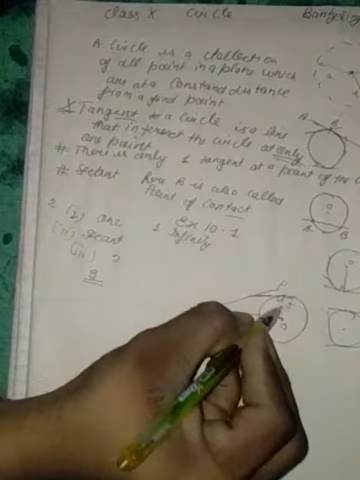 class X Circle
A circle is a collection
of all point in a plane which
are at a constand distance
from a fixed point
X Tangent to a circle is a line
that intersect the circle at only
one point
# There is only 1 tangent at a point of the
# Secant Here A is also called
Point of contact
Ex 10.1
2 (i) one 1 Infinity
(ii) secant
(iii) 2
3